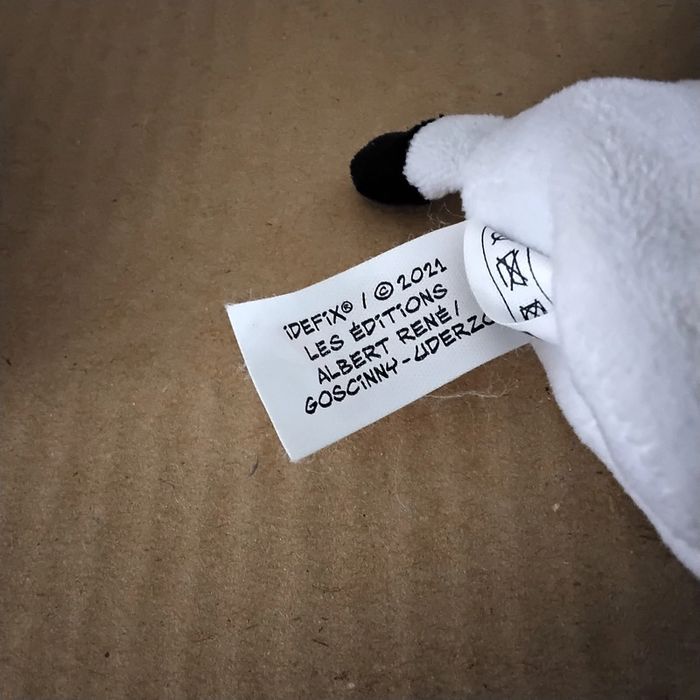 iDEFiX® / © 2021
LES ÉDiTiONS
ALBERT RENÉ/
GOSCiNNY-UDERZO